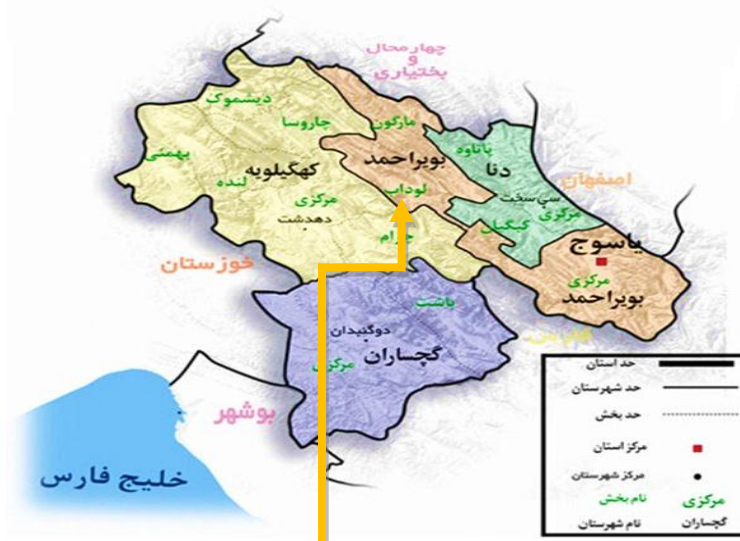 چهارمحال
و
بختیاری
دیشموک
چاروسا
مارگون
بهمئی
لنده
کهگیلویه
بویراحمد
پاتاوه
دنا
اصفهان
لوداب
سی سخت
مرکزی
دهدشت
مرکزی
کبگیان
چرام
یاسوج
خوزستان
مرکزی
بویراحمد
باشت
دوگنبدان
گچساران
مرکزی
فارس
بوشهر
خلیج فارس
حد استان
حد شهرستان
حد بخش
مرکز استان
مرکز شهرستان
مرکزی نام بخش
گچساران نام شهرستان